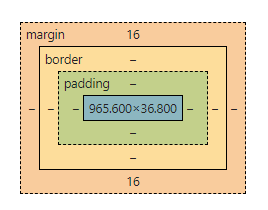 margin 16
border –
padding –
– – 965.600×36.800 – – –
–
–
16